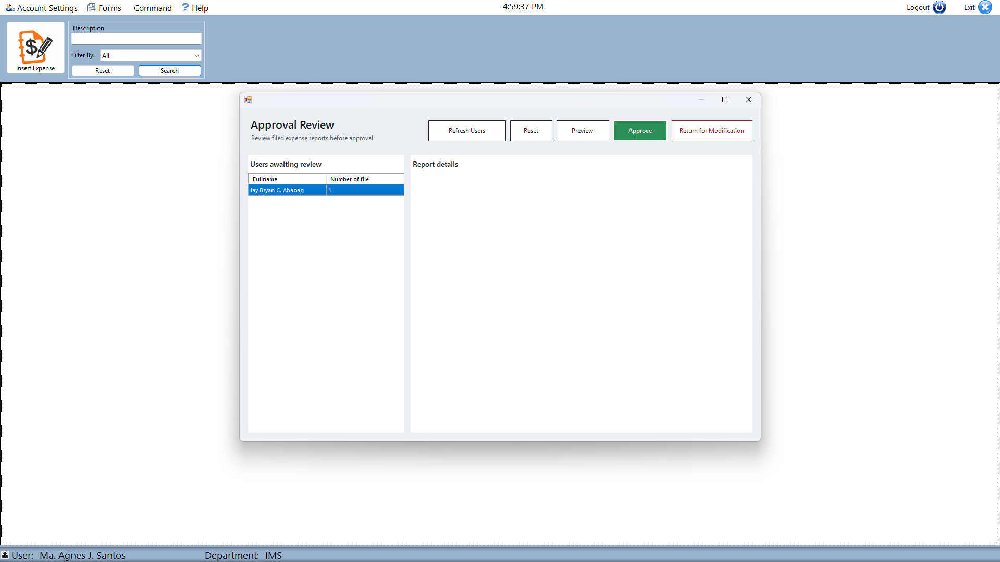 Account Settings Forms Command Help 4:59:37 PM Logout Exit
Insert Expense
Description
Filter By: All
Reset Search
Approval Review
Review filed expense reports before approval
Refresh Users Reset Preview Approve Return for Modification
Users awaiting review
Fullname Number of file
Jay Bryan C. Abaoag 1
Report details
User: Ma. Agnes J. Santos Department: IMS